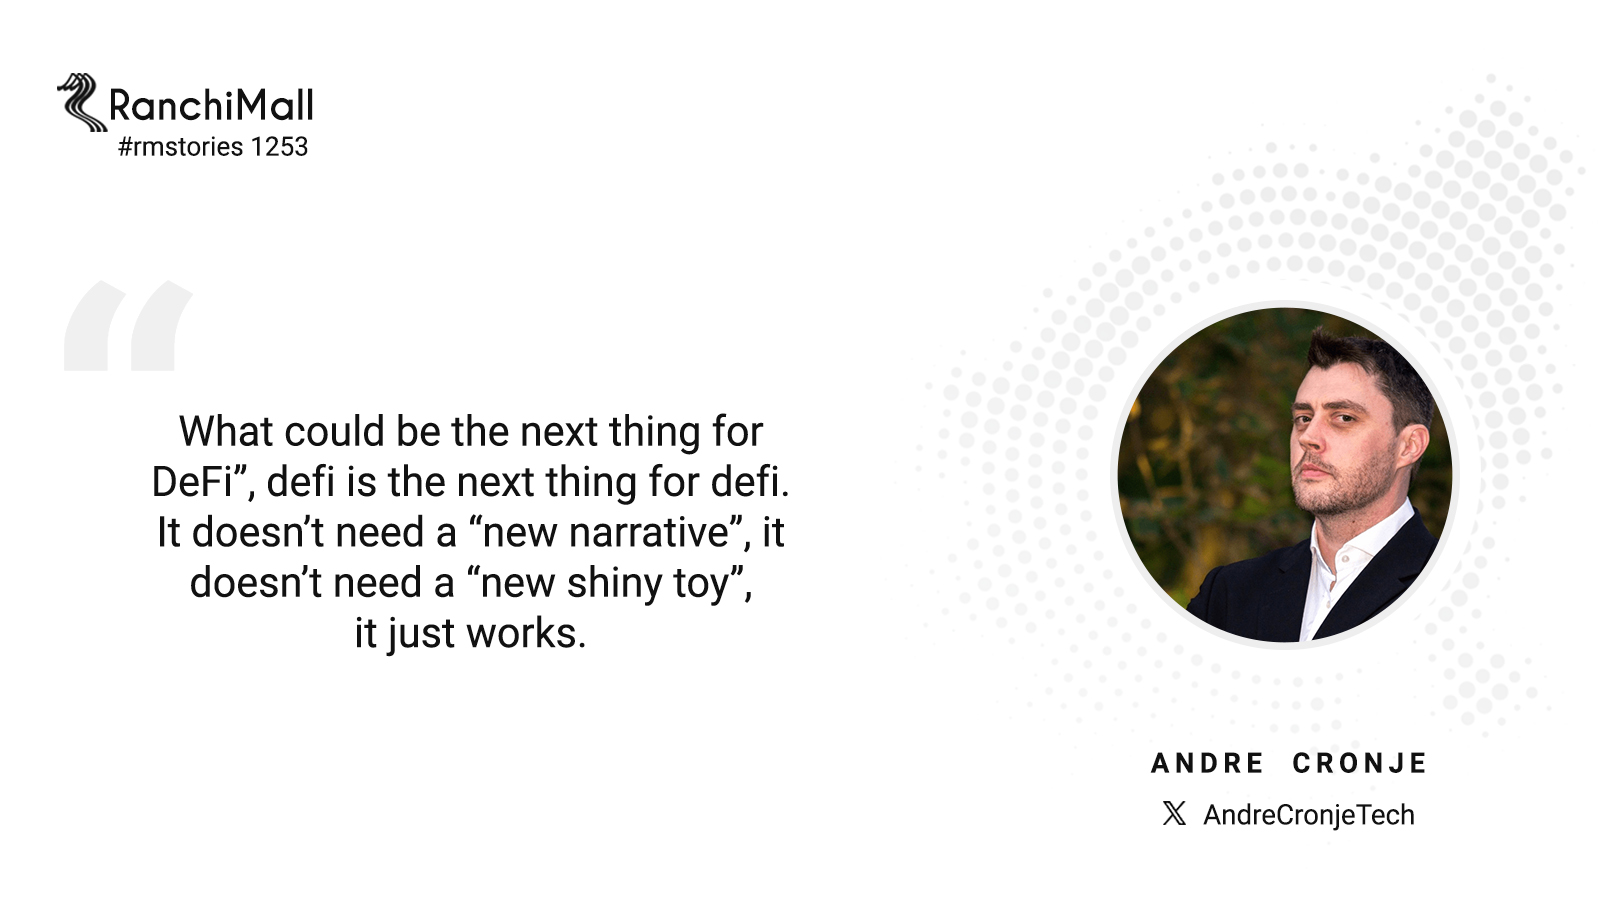 RanchiMall
#rmstories 1253
“
What could be the next thing for
DeFi”, defi is the next thing for defi.
It doesn’t need a “new narrative”, it
doesn’t need a “new shiny toy”,
it just works.
ANDRE CRONJE
𝕏 AndreCronjeTech